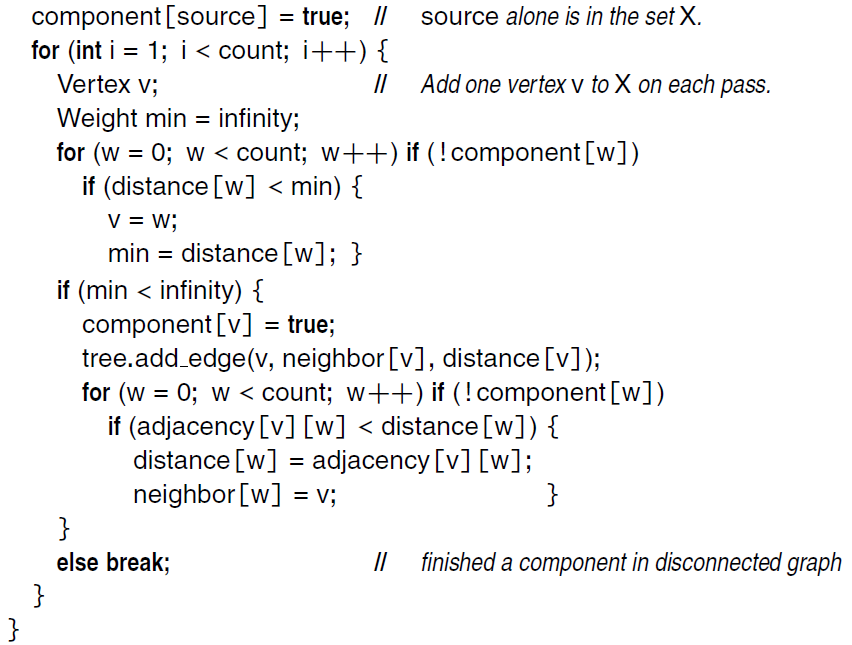 component[source] = true; // source alone is in the set X.
for (int i = 1; i < count; i++) {
Vertex v; // Add one vertex v to X on each pass.
Weight min = infinity;
for (w = 0; w < count; w++) if (!component[w])
if (distance[w] < min) {
v = w;
min = distance[w]; }
if (min < infinity) {
component[v] = true;
tree.add_edge(v, neighbor[v], distance[v]);
for (w = 0; w < count; w++) if (!component[w])
if (adjacency[v][w] < distance[w]) {
distance[w] = adjacency[v][w];
neighbor[w] = v; }
}
else break; // finished a component in disconnected graph
}
}